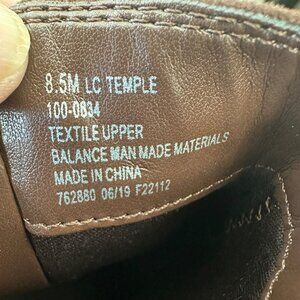 8.5M LC TEMPLE
100-0834
TEXTILE UPPER
BALANCE MAN MADE MATERIALS
MADE IN CHINA
762880 06/19 F22112